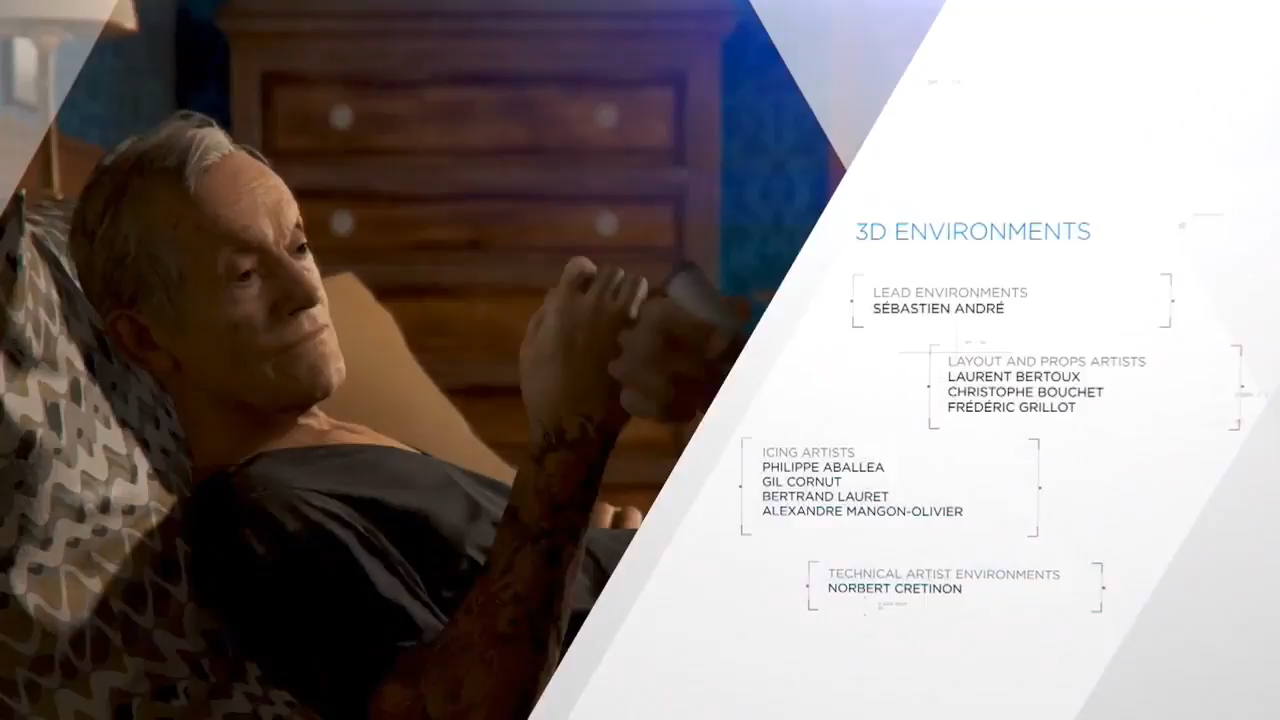 3D ENVIRONMENTS
LEAD ENVIRONMENTS
SÉBASTIEN ANDRÉ
LAYOUT AND PROPS ARTISTS
LAURENT BERTOUX
CHRISTOPHE BOUCHET
FRÉDÉRIC GRILLOT
ICING ARTISTS
PHILIPPE ABALLEA
GIL CORNUT
BERTRAND LAURET
ALEXANDRE MANGON-OLIVIER
TECHNICAL ARTIST ENVIRONMENTS
NORBERT CRETINON